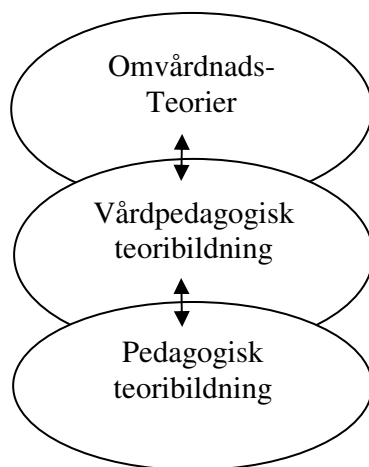 Omvårdnads-
Teorier
Vårdpedagogisk
teoribildning
Pedagogisk
teoribildning